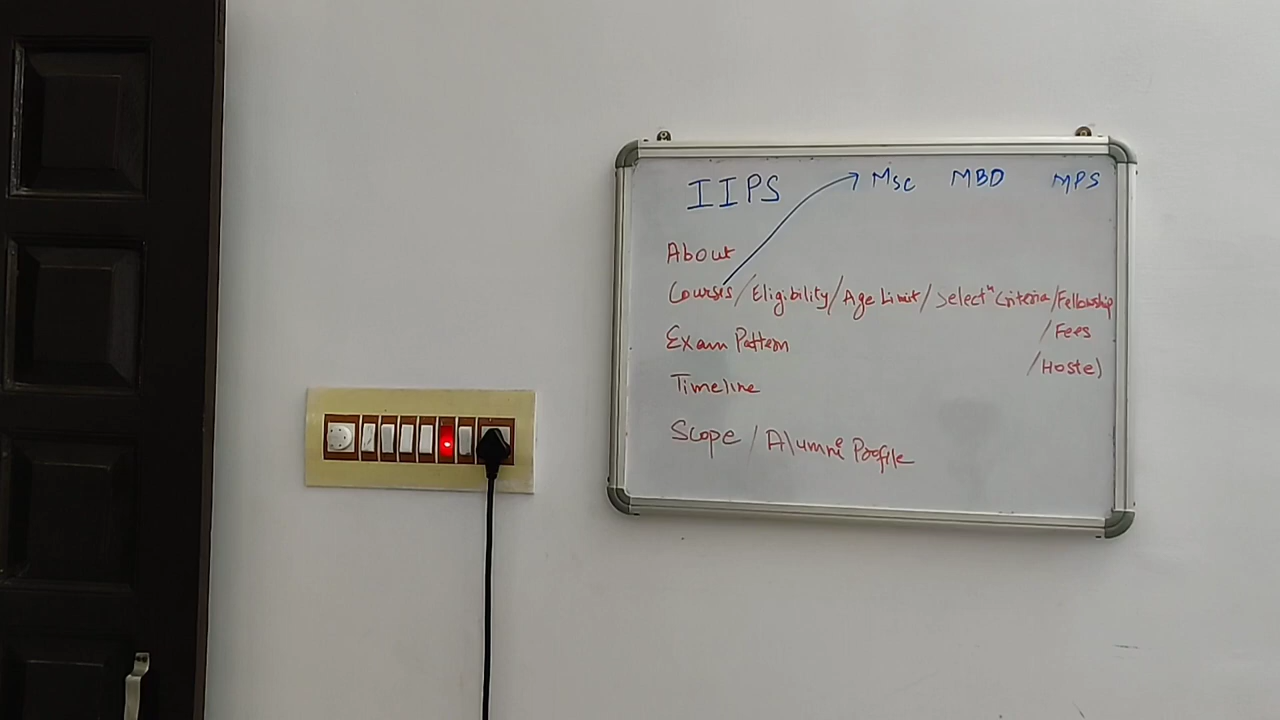 IIPS → Msc MBD MPS
About
Courses / Eligibility / Age Limit / Selectⁿ Criteria / Fellowship
/ Fees
Exam Pattern
/ Hostel
Timeline
Scope / Alumni Profile